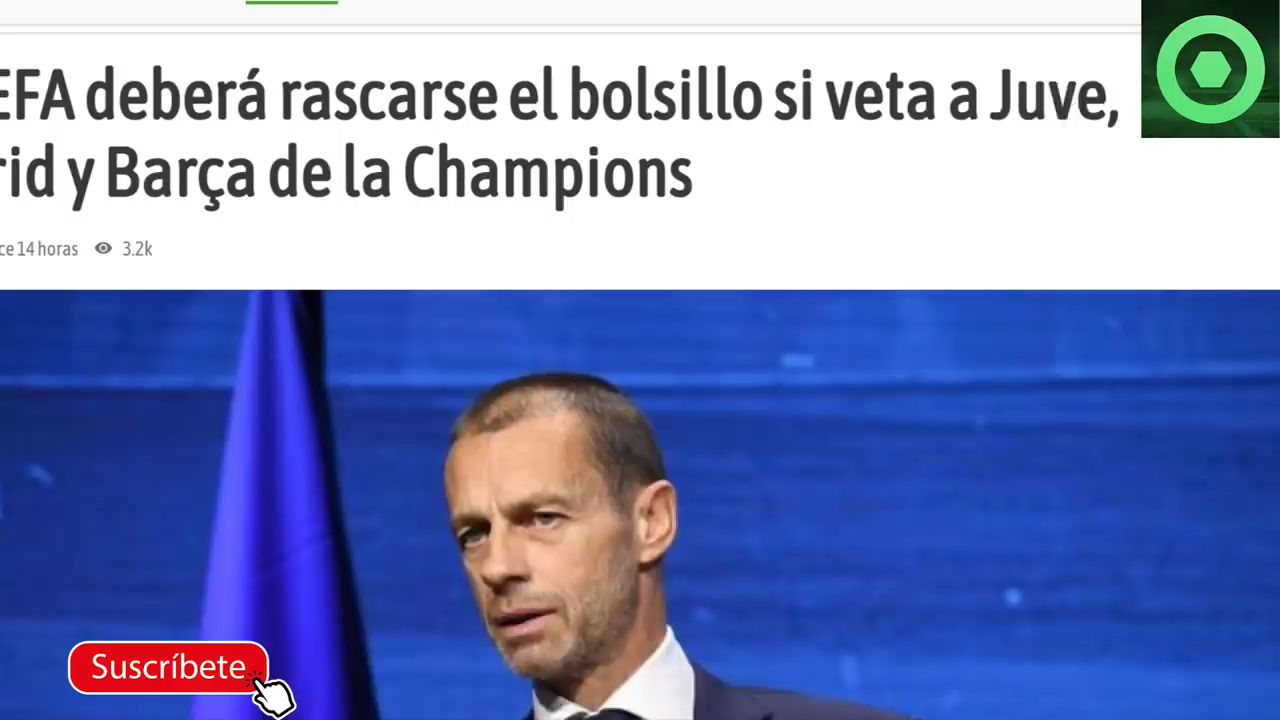 EFA deberá rascarse el bolsillo si veta a Juve,
rid y Barça de la Champions
ce 14 horas 3.2k
Suscríbete